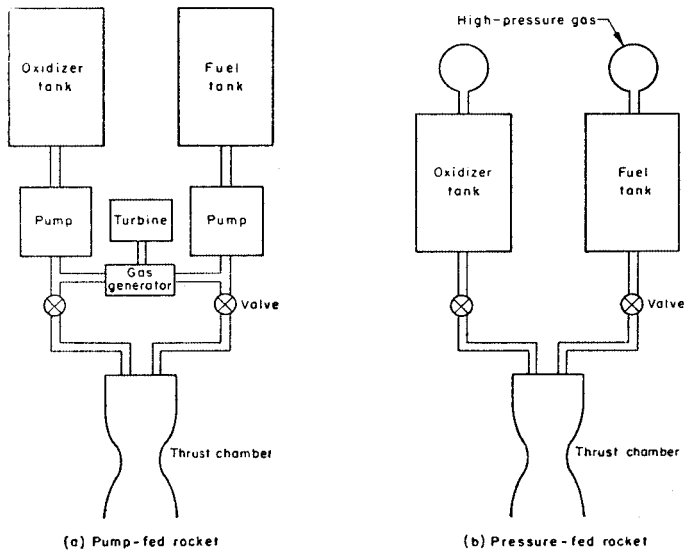 High-pressure gas
Oxidizer
tank
Fuel
tank
Pump
Turbine
Pump
Gas
generator
Valve
Thrust chamber
(a) Pump-fed rocket
Oxidizer
tank
Fuel
tank
Valve
Thrust chamber
(b) Pressure-fed rocket